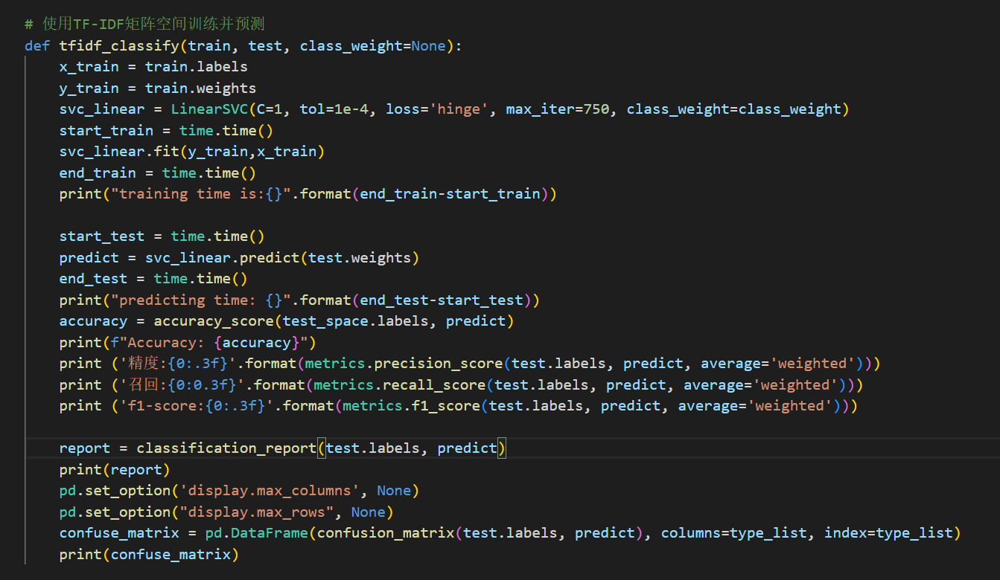 # 使用TF-IDF矩阵空间训练并预测
def tfidf_classify(train, test, class_weight=None):
    x_train = train.labels
    y_train = train.weights
    svc_linear = LinearSVC(C=1, tol=1e-4, loss='hinge', max_iter=750, class_weight=class_weight)
    start_train = time.time()
    svc_linear.fit(y_train,x_train)
    end_train = time.time()
    print("training time is:{}".format(end_train-start_train))

    start_test = time.time()
    predict = svc_linear.predict(test.weights)
    end_test = time.time()
    print("predicting time: {}".format(end_test-start_test))
    accuracy = accuracy_score(test_space.labels, predict)
    print(f"Accuracy: {accuracy}")
    print ('精度:{0:.3f}'.format(metrics.precision_score(test.labels, predict, average='weighted')))
    print ('召回:{0:0.3f}'.format(metrics.recall_score(test.labels, predict, average='weighted')))
    print ('f1-score:{0:.3f}'.format(metrics.f1_score(test.labels, predict, average='weighted')))

    report = classification_report(test.labels, predict)
    print(report)
    pd.set_option('display.max_columns', None)
    pd.set_option("display.max_rows", None)
    confuse_matrix = pd.DataFrame(confusion_matrix(test.labels, predict), columns=type_list, index=type_list)
    print(confuse_matrix)